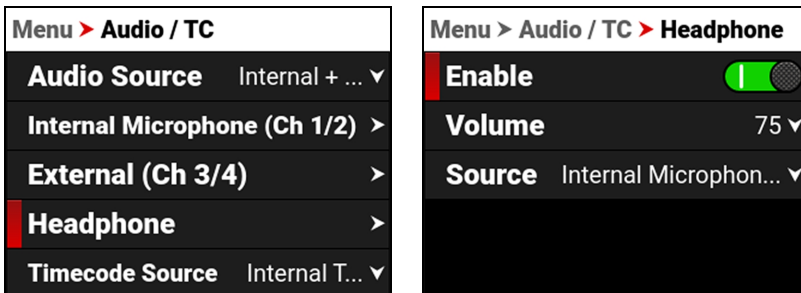 Menu > Audio / TC
Audio Source Internal + ...
Internal Microphone (Ch 1/2) >
External (Ch 3/4) >
Headphone >
Timecode Source Internal T...
Menu > Audio / TC > Headphone
Enable
Volume 75
Source Internal Microphon...